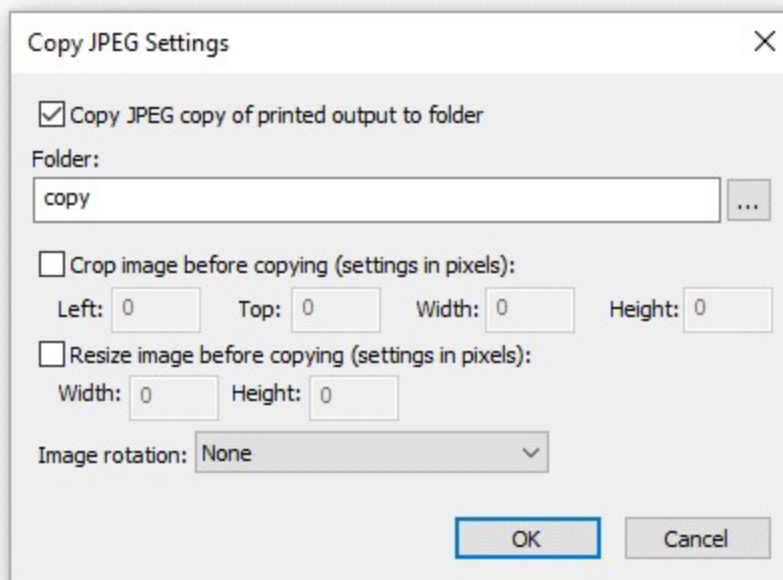 Copy JPEG Settings
Copy JPEG copy of printed output to folder
Folder:
copy
...
Crop image before copying (settings in pixels):
Left: 0 Top: 0 Width: 0 Height: 0
Resize image before copying (settings in pixels):
Width: 0 Height: 0
Image rotation: None
OK Cancel